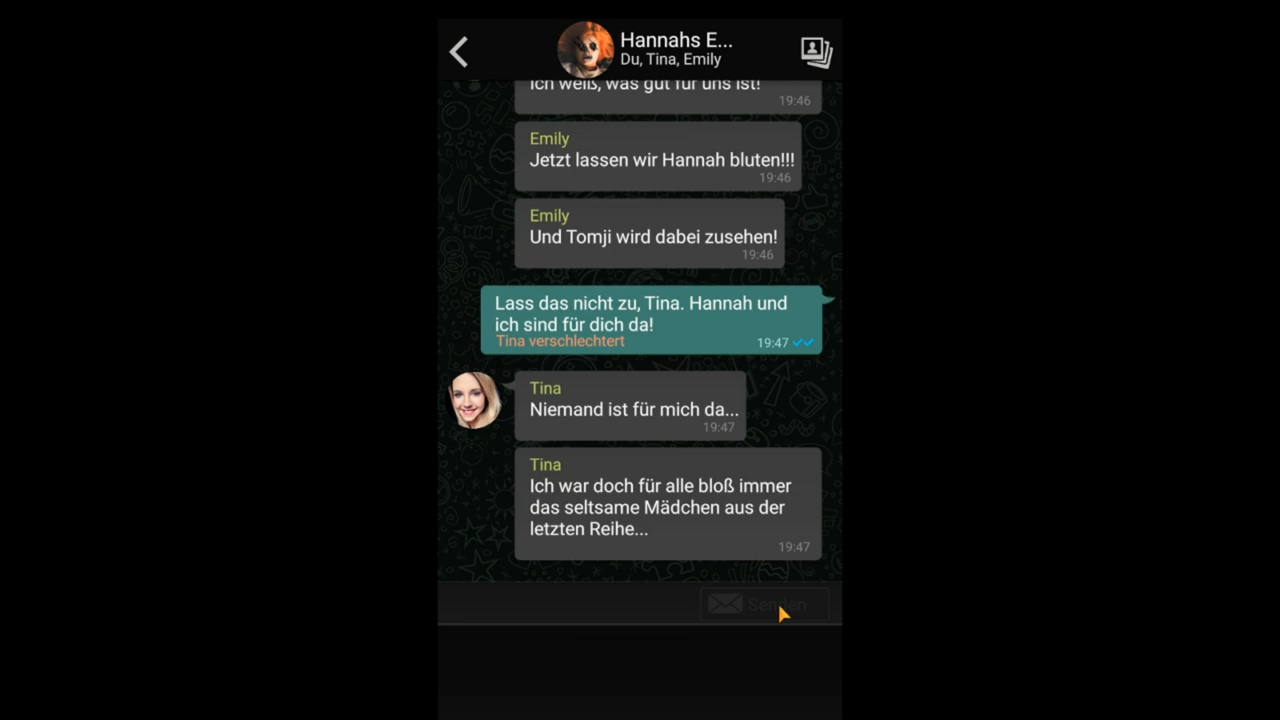 Hannahs E...
Du, Tina, Emily
Ich weiß, was gut für uns ist!
19:46
Emily
Jetzt lassen wir Hannah bluten!!!
19:46
Emily
Und Tomji wird dabei zusehen!
19:46
Lass das nicht zu, Tina. Hannah und
ich sind für dich da!
Tina verschlechtert
19:47
Tina
Niemand ist für mich da...
19:47
Tina
Ich war doch für alle bloß immer
das seltsame Mädchen aus der
letzten Reihe...
19:47
Senden